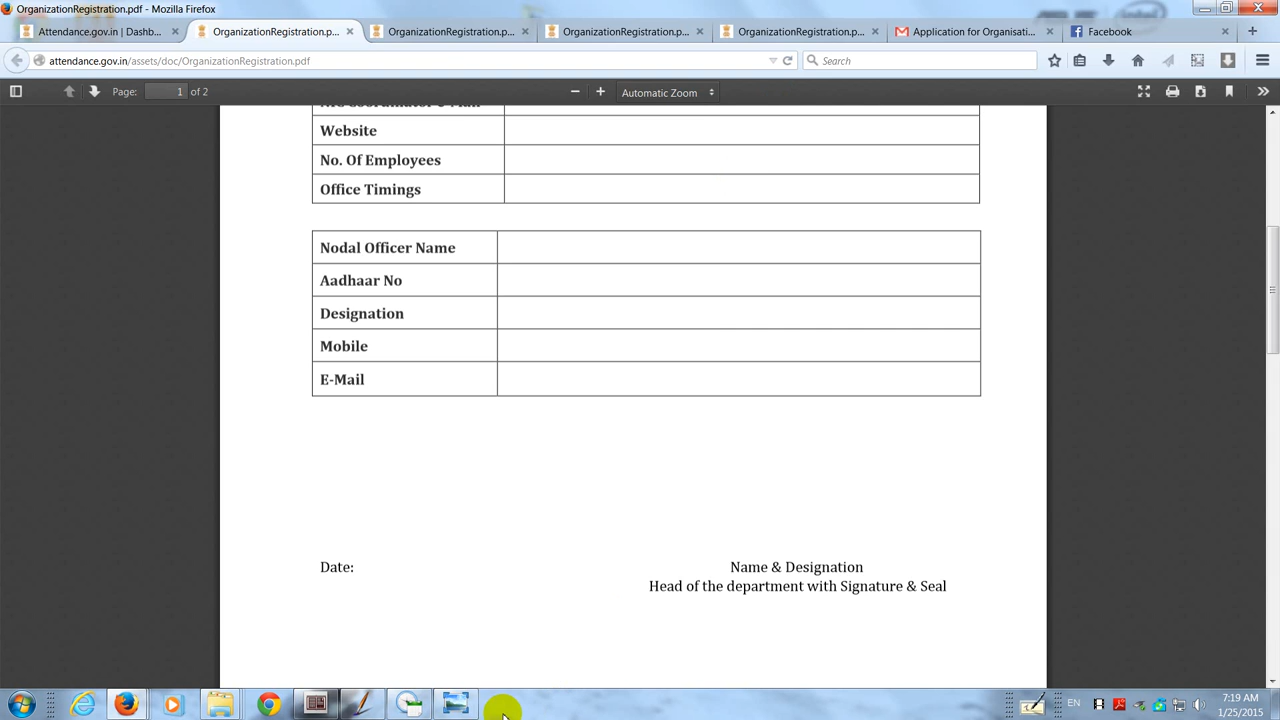 OrganizationRegistration.pdf - Mozilla Firefox
Attendance.gov.in | Dashb...
OrganizationRegistration.p...
OrganizationRegistration.p...
OrganizationRegistration.p...
OrganizationRegistration.p...
Application for Organisati...
Facebook
attendance.gov.in/assets/doc/OrganizationRegistration.pdf
Search
Page: 1 of 2
Automatic Zoom
Website
No. Of Employees
Office Timings
Nodal Officer Name
Aadhaar No
Designation
Mobile
E-Mail
Date:
Name & Designation
Head of the department with Signature & Seal
EN
7:19 AM
1/25/2015